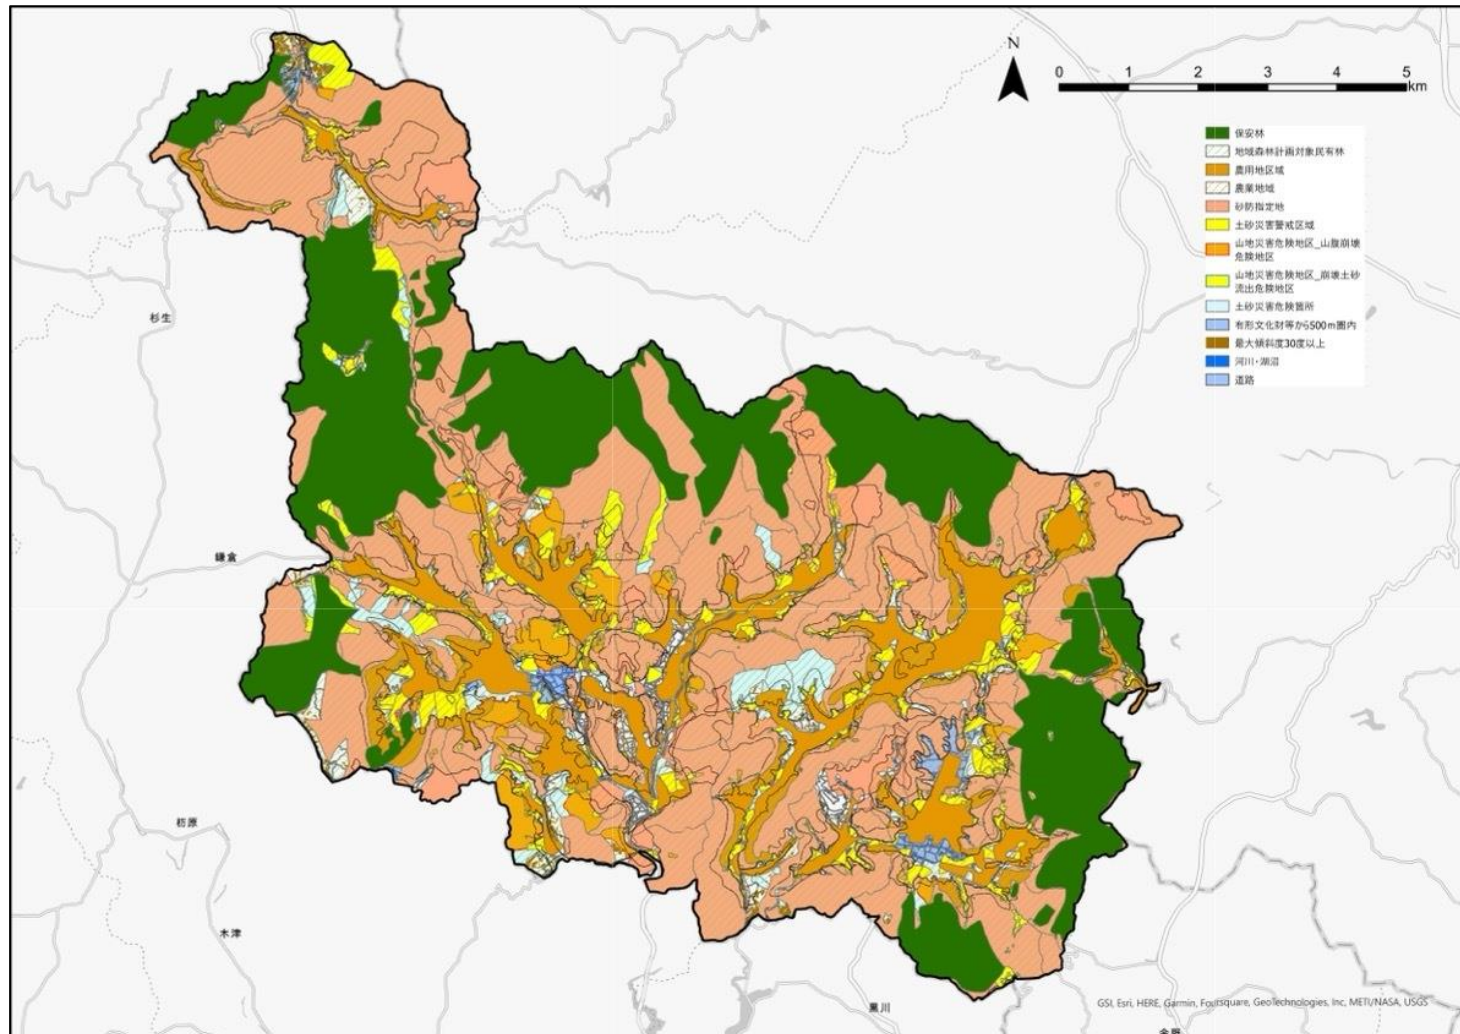 N
0 1 2 3 4 5
km
保安林
地域森林計画対象民有林
農用地区域
農業地域
砂防指定地
土砂災害警戒区域
山地災害危険地区_山腹崩壊
危険地区
山地災害危険地区_崩壊土砂
流出危険地区
土砂災害危険箇所
有形文化財等から500m圏内
最大傾斜度30度以上
河川・湖沼
道路
杉生
鎌倉
栃原
木津
黒川
GSI, Esri, HERE, Garmin, Foursquare, GeoTechnologies, Inc, METI/NASA, USGS